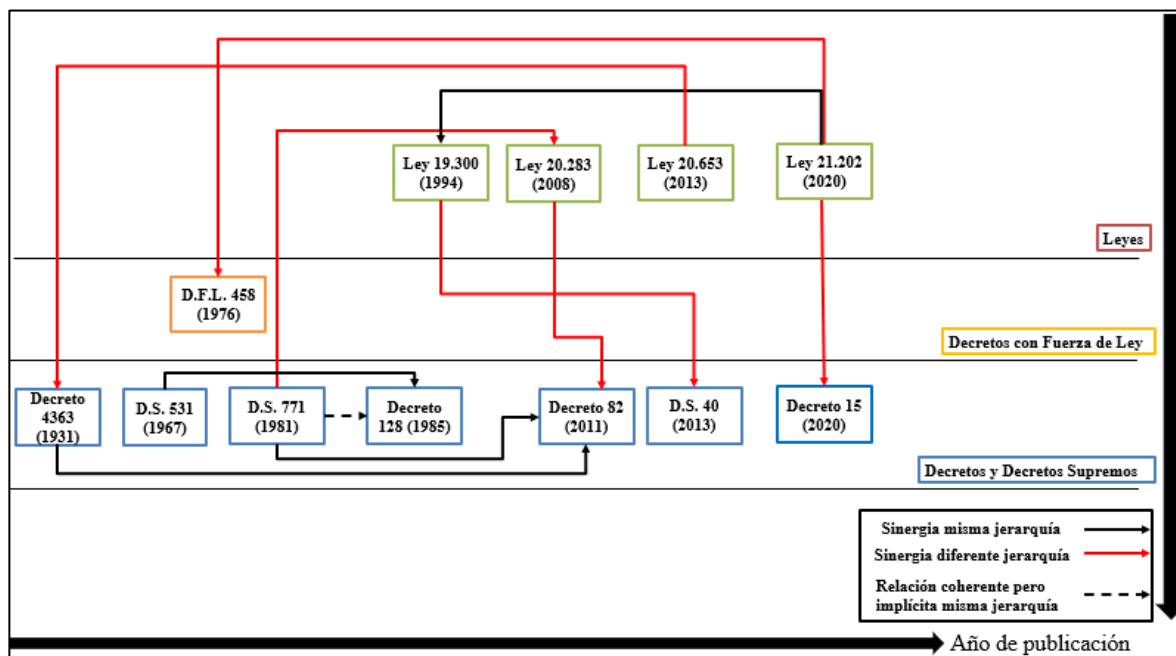 Ley 19.300
(1994)
Ley 20.283
(2008)
Ley 20.653
(2013)
Ley 21.202
(2020)
Leyes
D.F.L. 458
(1976)
Decretos con Fuerza de Ley
Decreto
4363
(1931)
D.S. 531
(1967)
D.S. 771
(1981)
Decreto
128 (1985)
Decreto 82
(2011)
D.S. 40
(2013)
Decreto 15
(2020)
Decretos y Decretos Supremos
Sinergia misma jerarquía
Sinergia diferente jerarquía
Relación coherente pero
implícita misma jerarquía
Año de publicación